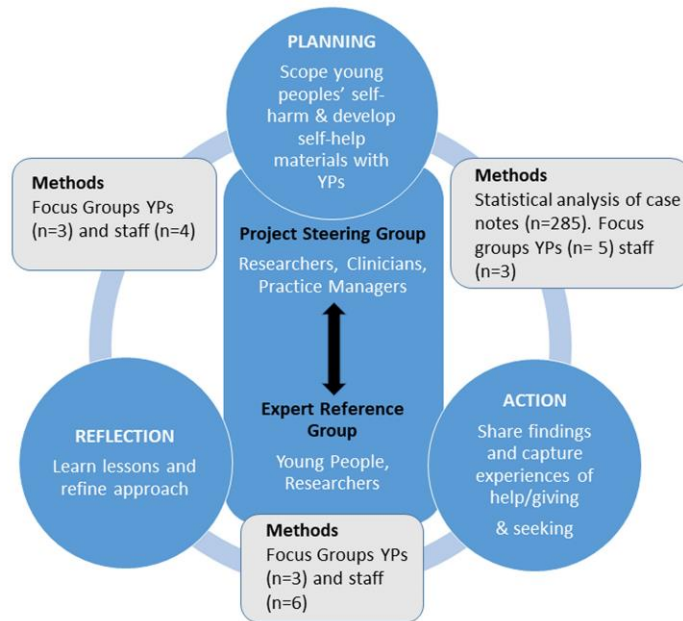 PLANNING
Scope young
peoples’ self-
harm & develop
self-help
materials with
YPs
Methods
Focus Groups YPs
(n=3) and staff (n=4)
Methods
Statistical analysis of case
notes (n=285). Focus
groups YPs (n= 5) staff
(n=3)
Project Steering Group
Researchers, Clinicians,
Practice Managers
Expert Reference
Group
Young People,
Researchers
REFLECTION
Learn lessons and
refine approach
ACTION
Share findings
and capture
experiences of
help/giving
& seeking
Methods
Focus Groups YPs
(n=3) and staff
(n=6)